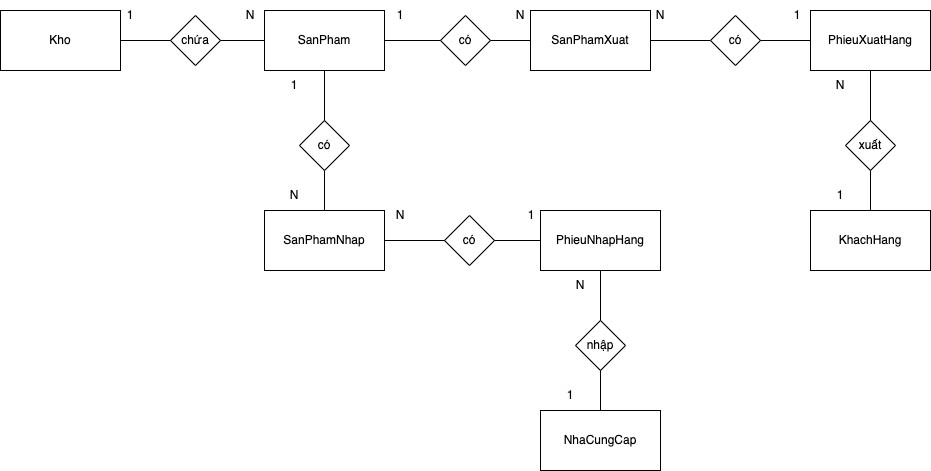 1 N 1 N N 1
Kho chứa SanPham có SanPhamXuat có PhieuXuatHang
1 N
có xuất
N N 1 1
SanPhamNhap có PhieuNhapHang KhachHang
N
nhập
1
NhaCungCap